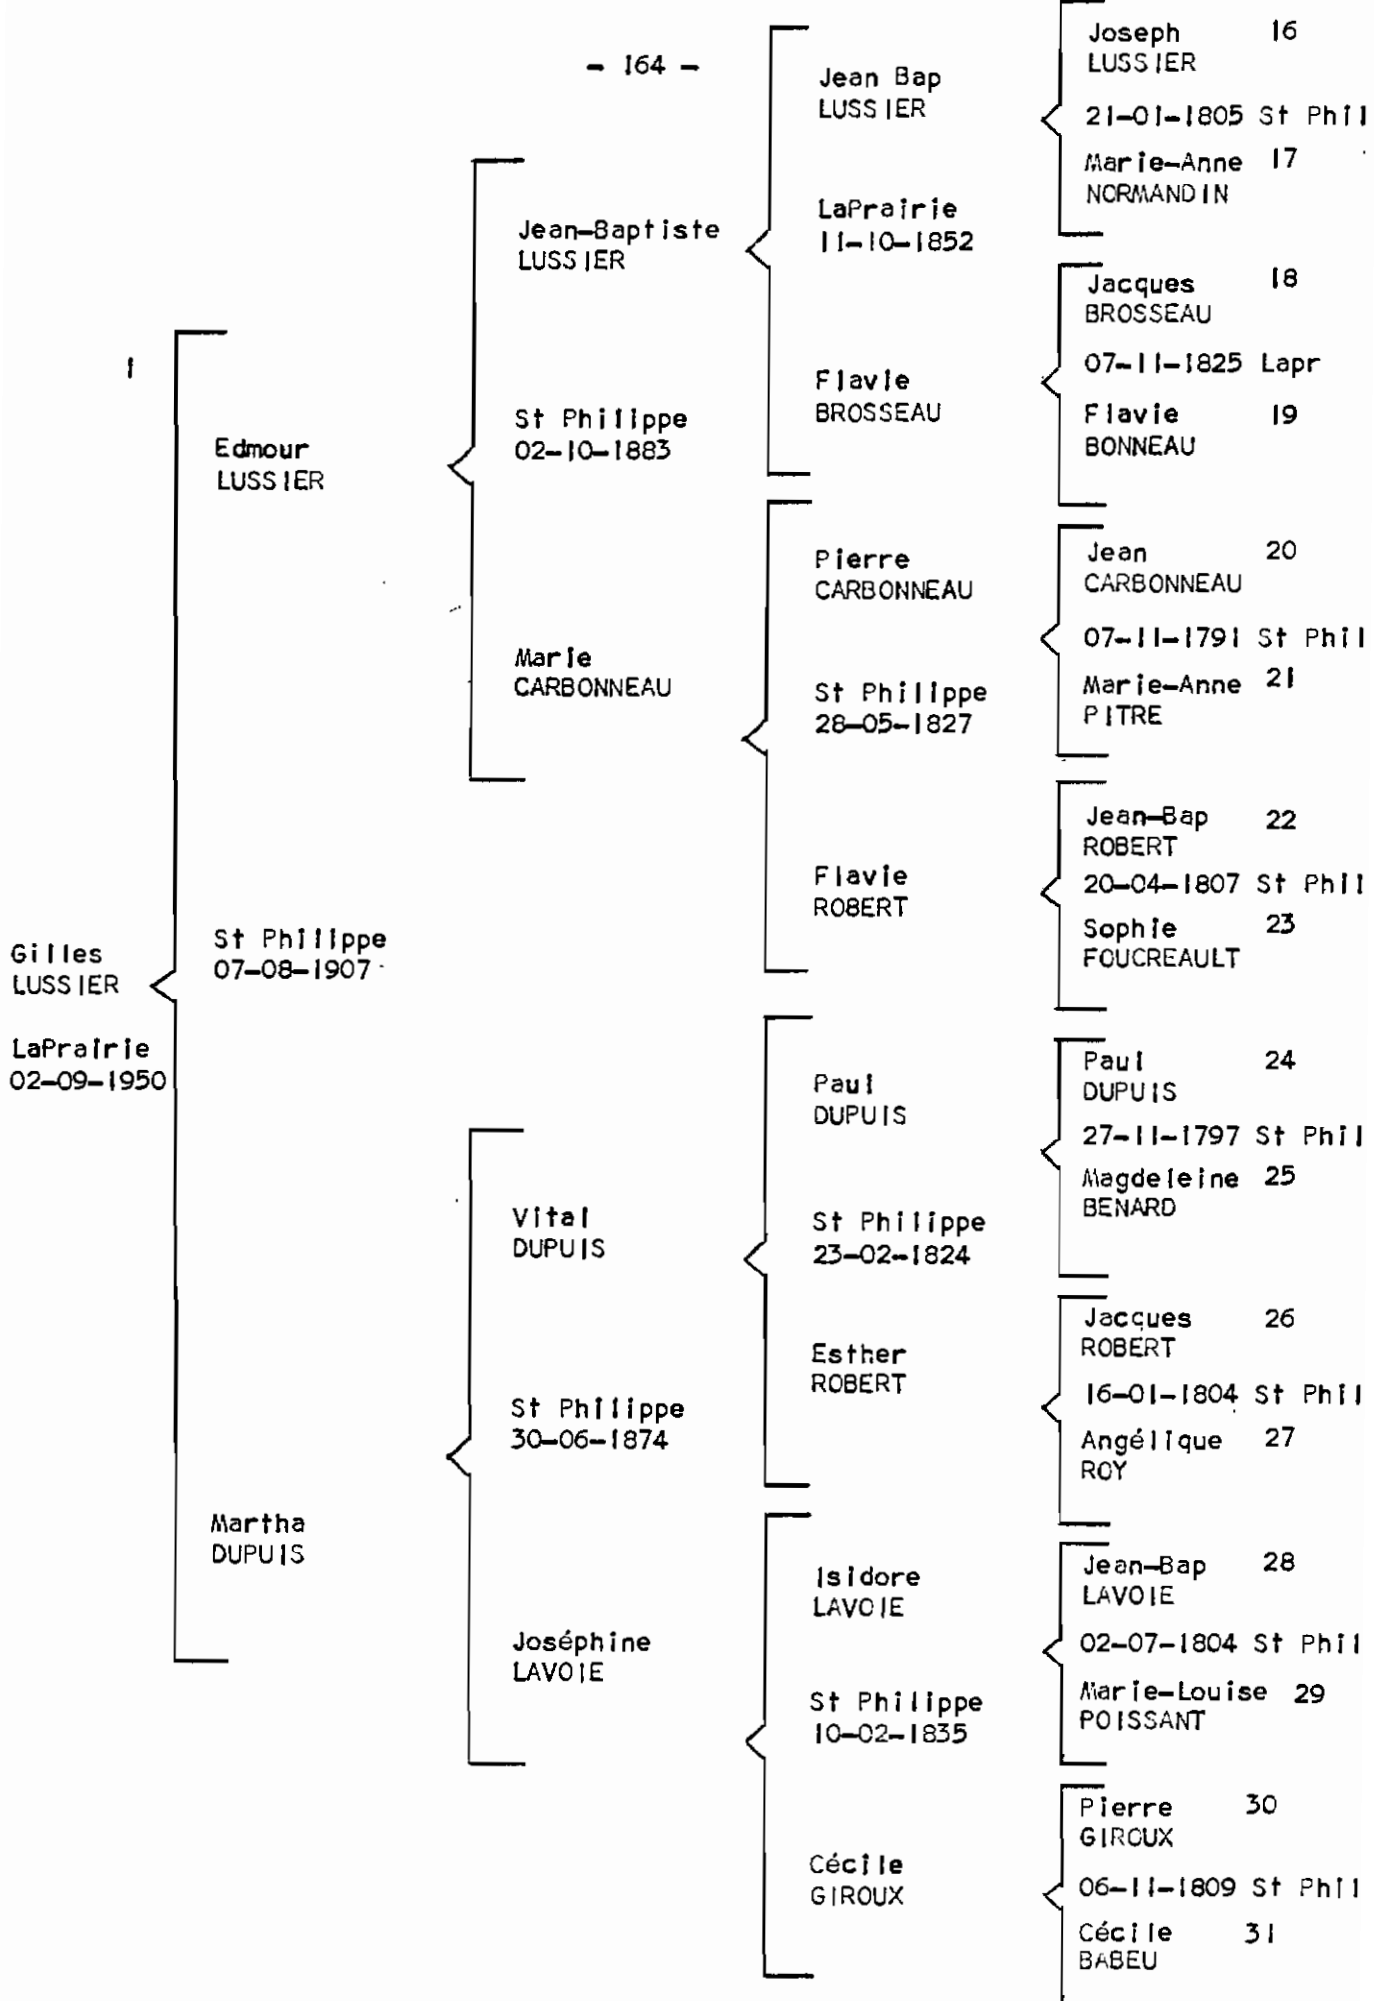 - 164 -
1
Gilles
LUSSIER
LaPrairie
02-09-1950
Edmour
LUSSIER
St Philippe
07-08-1907
Martha
DUPUIS
Jean-Baptiste
LUSSIER
St Philippe
02-10-1883
Marie
CARBONNEAU
Vital
DUPUIS
St Philippe
30-06-1874
Joséphine
LAVOIE
Jean Bap
LUSSIER
LaPrairie
11-10-1852
Flavie
BROSSEAU
Pierre
CARBONNEAU
St Philippe
28-05-1827
Flavie
ROBERT
Paul
DUPUIS
St Philippe
23-02-1824
Esther
ROBERT
Isidore
LAVOIE
St Philippe
10-02-1835
Cécile
GIROUX
Joseph 16
LUSSIER
21-01-1805 St Phil
Marie-Anne 17
NORMANDIN
Jacques 18
BROSSEAU
07-11-1825 Lapr
Flavie 19
BONNEAU
Jean 20
CARBONNEAU
07-11-1791 St Phil
Marie-Anne 21
PITRE
Jean-Bap 22
ROBERT
20-04-1807 St Phil
Sophie 23
FOUCREAULT
Paul 24
DUPUIS
27-11-1797 St Phil
Magdeleine 25
BENARD
Jacques 26
ROBERT
16-01-1804 St Phil
Angélique 27
ROY
Jean-Bap 28
LAVOIE
02-07-1804 St Phil
Marie-Louise 29
POISSANT
Pierre 30
GIROUX
06-11-1809 St Phil
Cécile 31
BABEU